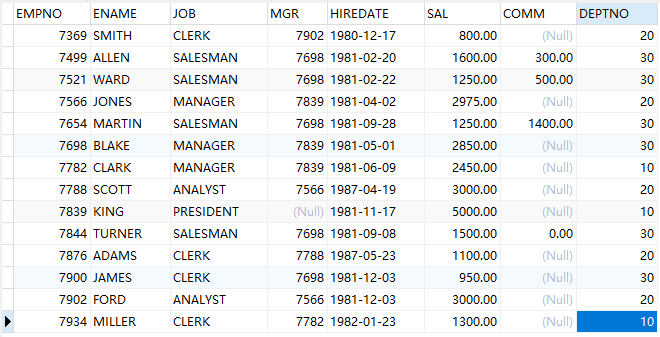 EMPNO ENAME JOB MGR HIREDATE SAL COMM DEPTNO
7369 SMITH CLERK 7902 1980-12-17 800.00 (Null) 20
7499 ALLEN SALESMAN 7698 1981-02-20 1600.00 300.00 30
7521 WARD SALESMAN 7698 1981-02-22 1250.00 500.00 30
7566 JONES MANAGER 7839 1981-04-02 2975.00 (Null) 20
7654 MARTIN SALESMAN 7698 1981-09-28 1250.00 1400.00 30
7698 BLAKE MANAGER 7839 1981-05-01 2850.00 (Null) 30
7782 CLARK MANAGER 7839 1981-06-09 2450.00 (Null) 10
7788 SCOTT ANALYST 7566 1987-04-19 3000.00 (Null) 20
7839 KING PRESIDENT (Null) 1981-11-17 5000.00 (Null) 10
7844 TURNER SALESMAN 7698 1981-09-08 1500.00 0.00 30
7876 ADAMS CLERK 7788 1987-05-23 1100.00 (Null) 20
7900 JAMES CLERK 7698 1981-12-03 950.00 (Null) 30
7902 FORD ANALYST 7566 1981-12-03 3000.00 (Null) 20
7934 MILLER CLERK 7782 1982-01-23 1300.00 (Null) 10